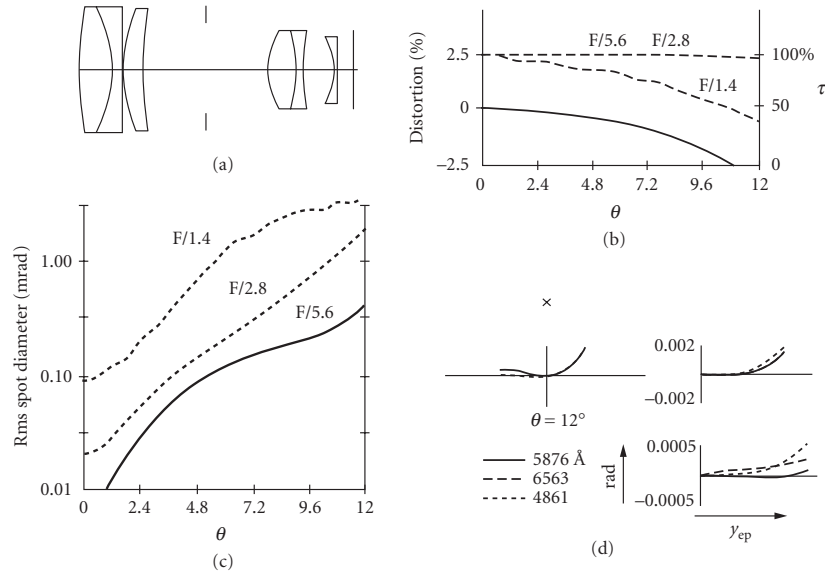 (a)
Distortion (%)
2.5
0
−2.5
F/5.6
F/2.8
F/1.4
100%
50
0
τ
0
2.4
4.8
7.2
9.6
12
θ
(b)
Rms spot diameter (mrad)
1.00
0.10
0.01
F/1.4
F/2.8
F/5.6
0
2.4
4.8
7.2
9.6
12
θ
(c)
×
θ = 12°
0.002
−0.002
5876 Å
6563
4861
rad
0.0005
−0.0005
y_ep
(d)